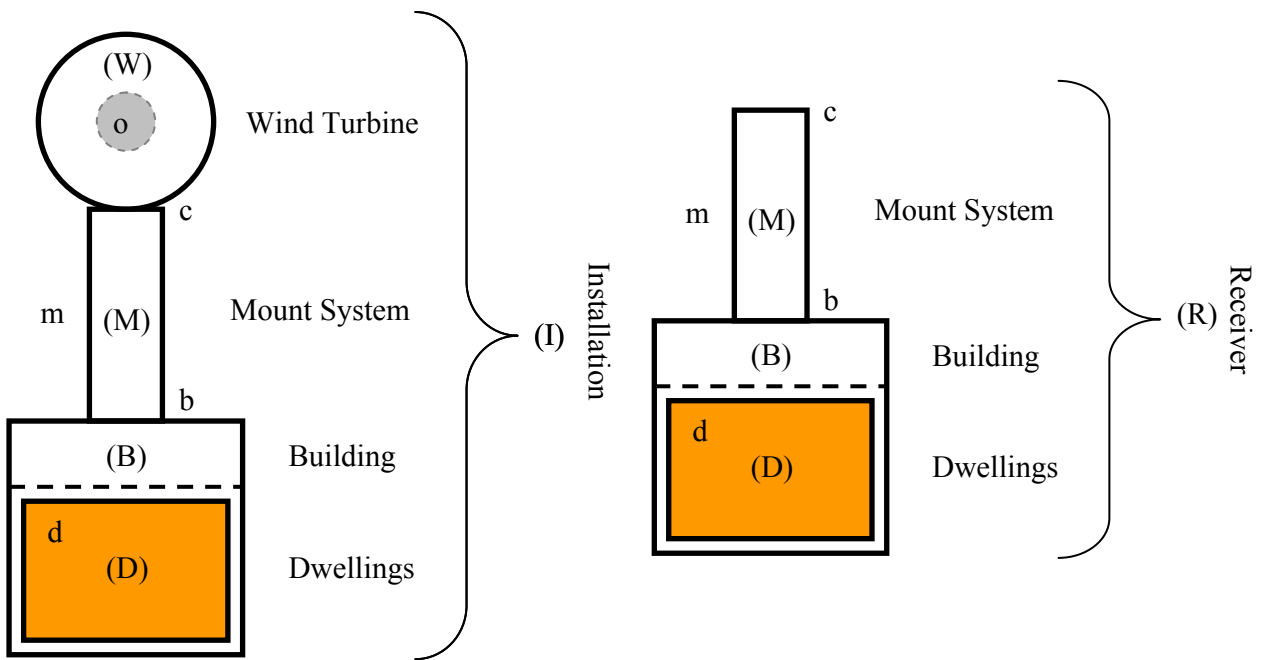 (W)
o
Wind Turbine
c
m
(M)
Mount System
b
(B)
Building
d
(D)
Dwellings
(I)
Installation
c
m
(M)
Mount System
b
(B)
Building
d
(D)
Dwellings
(R)
Receiver